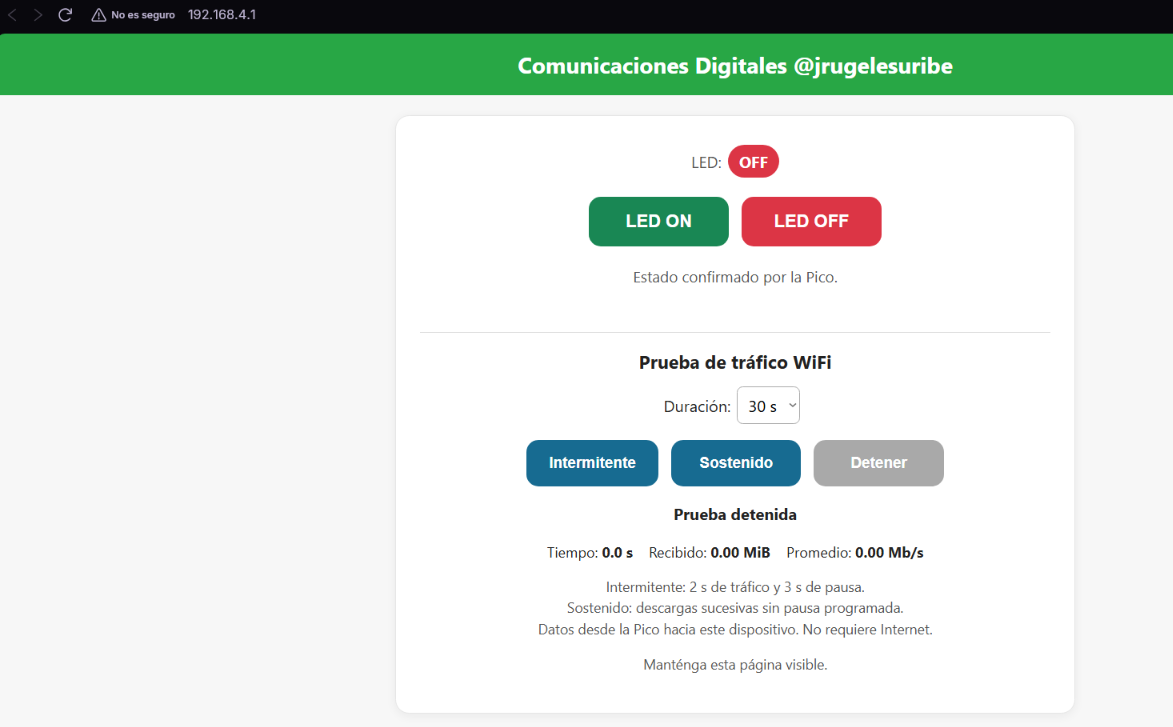 No es seguro 192.168.4.1
Comunicaciones Digitales @jrugelesuribe
LED: OFF
LED ON LED OFF
Estado confirmado por la Pico.
Prueba de tráfico WiFi
Duración: 30 s
Intermitente Sostenido Detener
Prueba detenida
Tiempo: 0.0 s Recibido: 0.00 MiB Promedio: 0.00 Mb/s
Intermitente: 2 s de tráfico y 3 s de pausa.
Sostenido: descargas sucesivas sin pausa programada.
Datos desde la Pico hacia este dispositivo. No requiere Internet.
Manténga esta página visible.